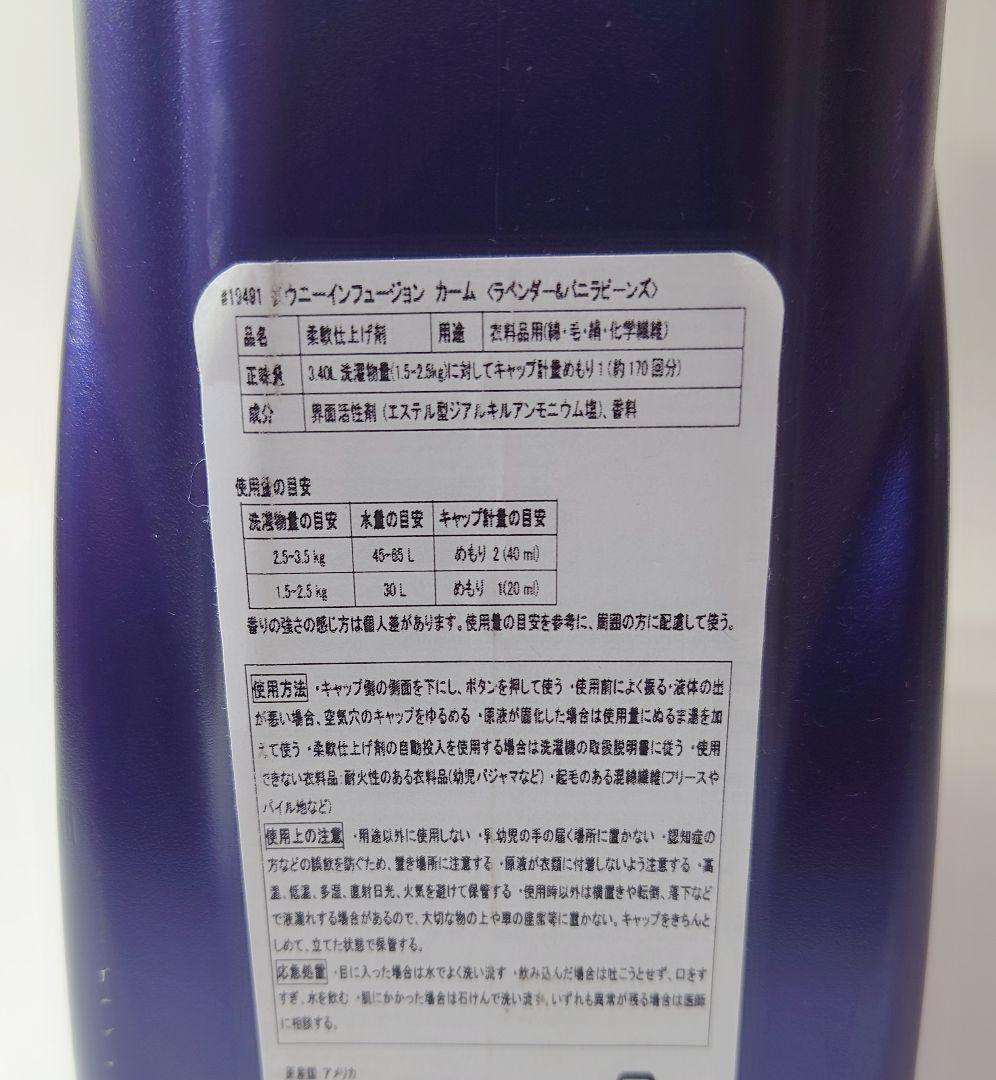 #19491 ダウニーインフュージョン カーム 〈ラベンダー&バニラビーンズ〉
品名 柔軟仕上げ剤 用途 衣料品用(綿・毛・絹・化学繊維)
正味量 3.40L 洗濯物量(1.5~2.5kg)に対してキャップ計量めもり1(約170回分)
成分 界面活性剤 (エステル型ジアルキルアンモニウム塩)、香料
使用量の目安
洗濯物量の目安 水量の目安 キャップ計量の目安
2.5~3.5 kg 45~65 L めもり 2 (40 ml)
1.5~2.5 kg 30 L めもり 1(20 ml)
香りの強さの感じ方は個人差があります。使用量の目安を参考に、周囲の方に配慮して使う。
使用方法 ・キャップ側の側面を下にし、ボタンを押して使う ・使用前によく振る・液体の出
が悪い場合、空気穴のキャップをゆるめる ・原液が固化した場合は使用量にぬるま湯を加
えて使う ・柔軟仕上げ剤の自動投入を使用する場合は洗濯機の取扱説明書に従う ・使用
できない衣料品:耐火性のある衣料品(幼児パジャマなど) ・起毛のある混綿繊維(フリースや
パイル地など)
使用上の注意 ・用途以外に使用しない ・乳幼児の手の届く場所に置かない ・認知症の
方などの誤飲を防ぐため、置き場所に注意する ・原液が衣類に付着しないよう注意する ・高
温、低温、多湿、直射日光、火気を避けて保管する ・使用時以外は横置きや転倒、落下など
で液漏れする場合があるので、大切な物の上や車の座席等に置かない。キャップをきちんと
しめて、立てた状態で保管する。
応急処置 ・目に入った場合は水でよく洗い流す ・飲み込んだ場合は吐こうとせず、口をす
すぎ、水を飲む ・肌にかかった場合は石けんで洗い流す。いずれも異常が残る場合は医師
に相談する。
原産国 アメリカ